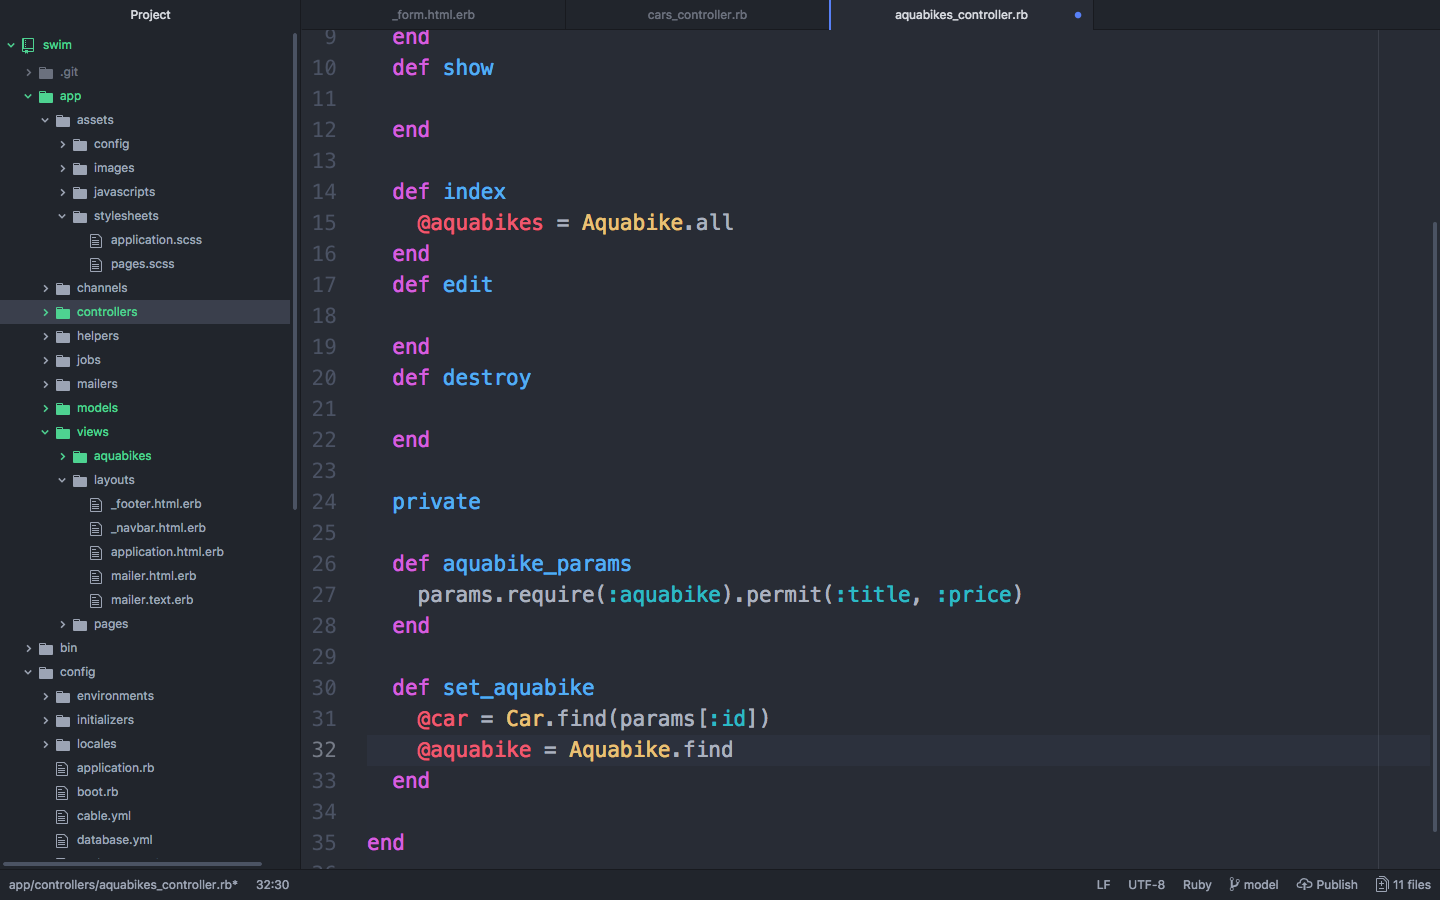 Project
swim
.git
app
assets
config
images
javascripts
stylesheets
application.scss
pages.scss
channels
controllers
helpers
jobs
mailers
models
views
aquabikes
layouts
_footer.html.erb
_navbar.html.erb
application.html.erb
mailer.html.erb
mailer.text.erb
pages
bin
config
environments
initializers
locales
application.rb
boot.rb
cable.yml
database.yml
_form.html.erb
cars_controller.rb
aquabikes_controller.rb
9 end
10 def show
11
12 end
13
14 def index
15 @aquabikes = Aquabike.all
16 end
17 def edit
18
19 end
20 def destroy
21
22 end
23
24 private
25
26 def aquabike_params
27 params.require(:aquabike).permit(:title, :price)
28 end
29
30 def set_aquabike
31 @car = Car.find(params[:id])
32 @aquabike = Aquabike.find
33 end
34
35 end
app/controllers/aquabikes_controller.rb* 32:30
LF UTF-8 Ruby model Publish 11 files